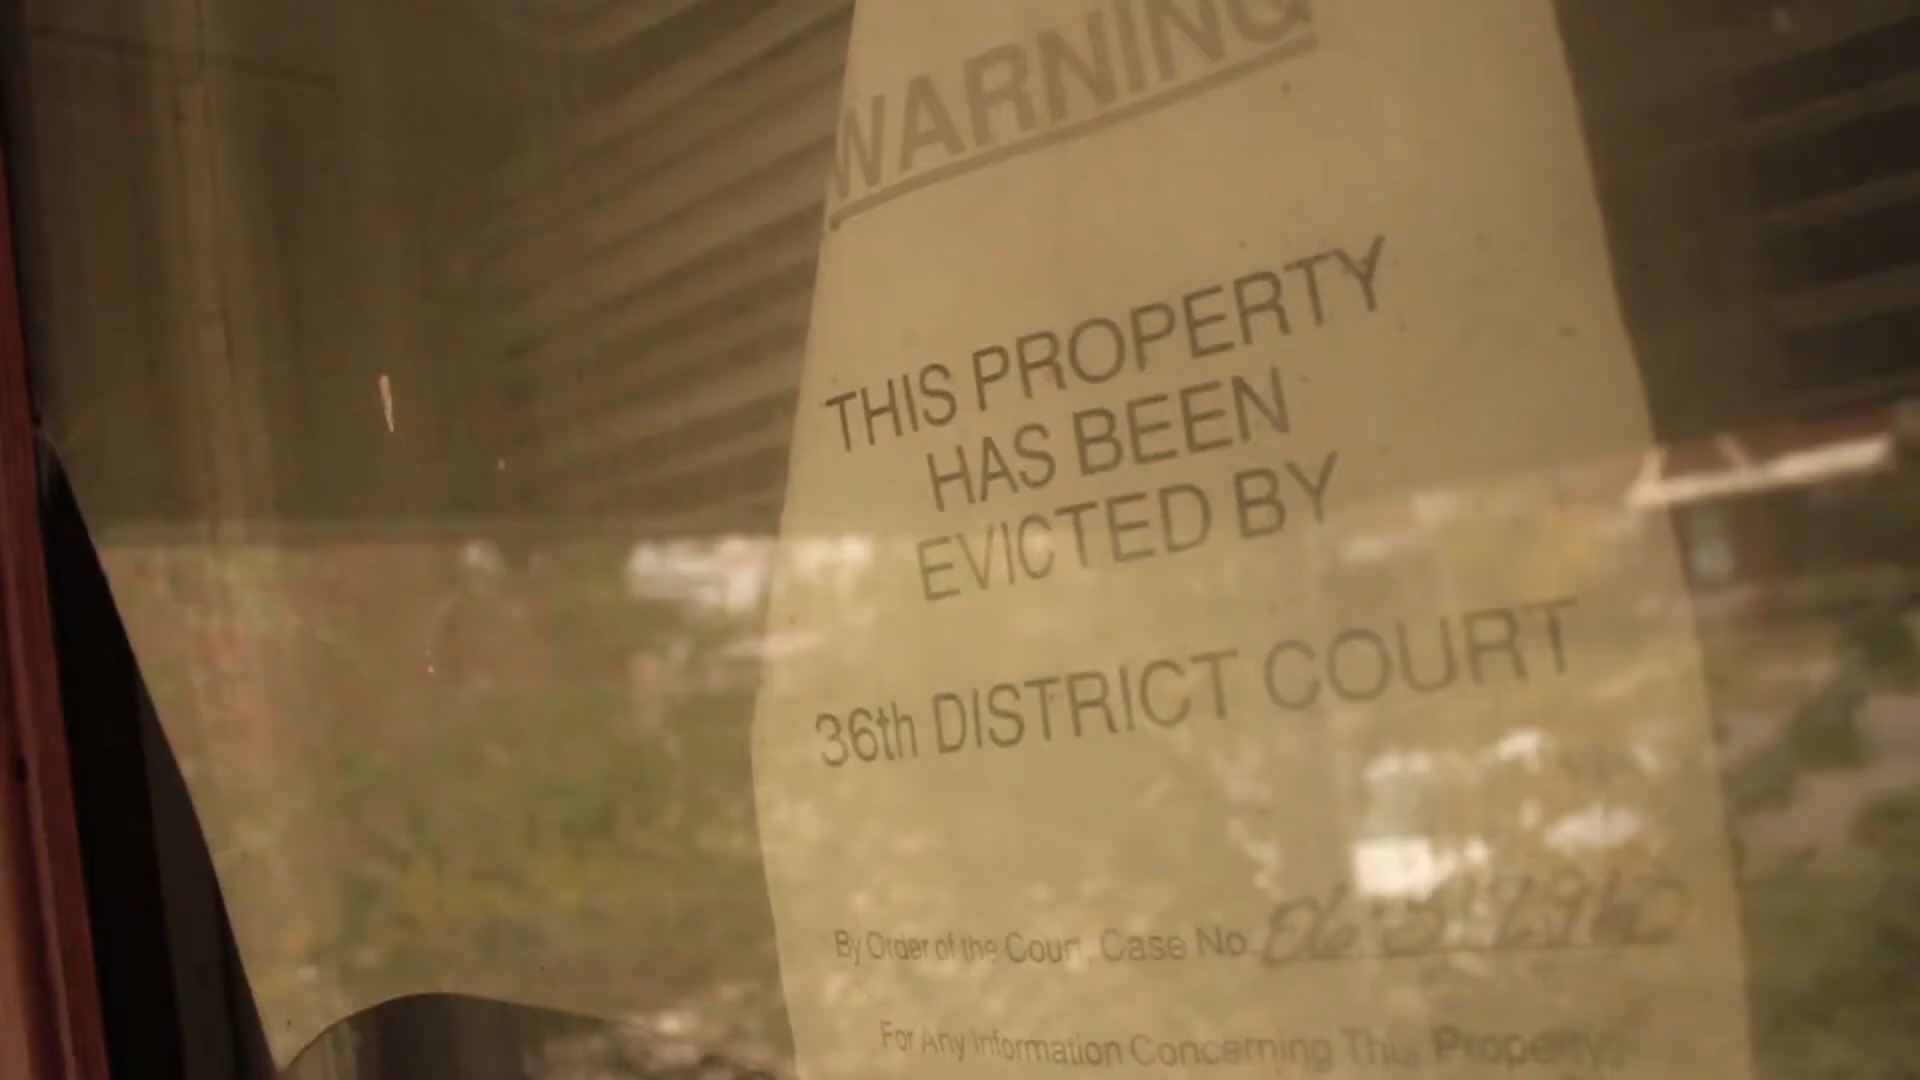 WARNING
THIS PROPERTY
HAS BEEN
EVICTED BY
36th DISTRICT COURT
By Order of the Court, Case No.
For Any Information Concerning This Property,